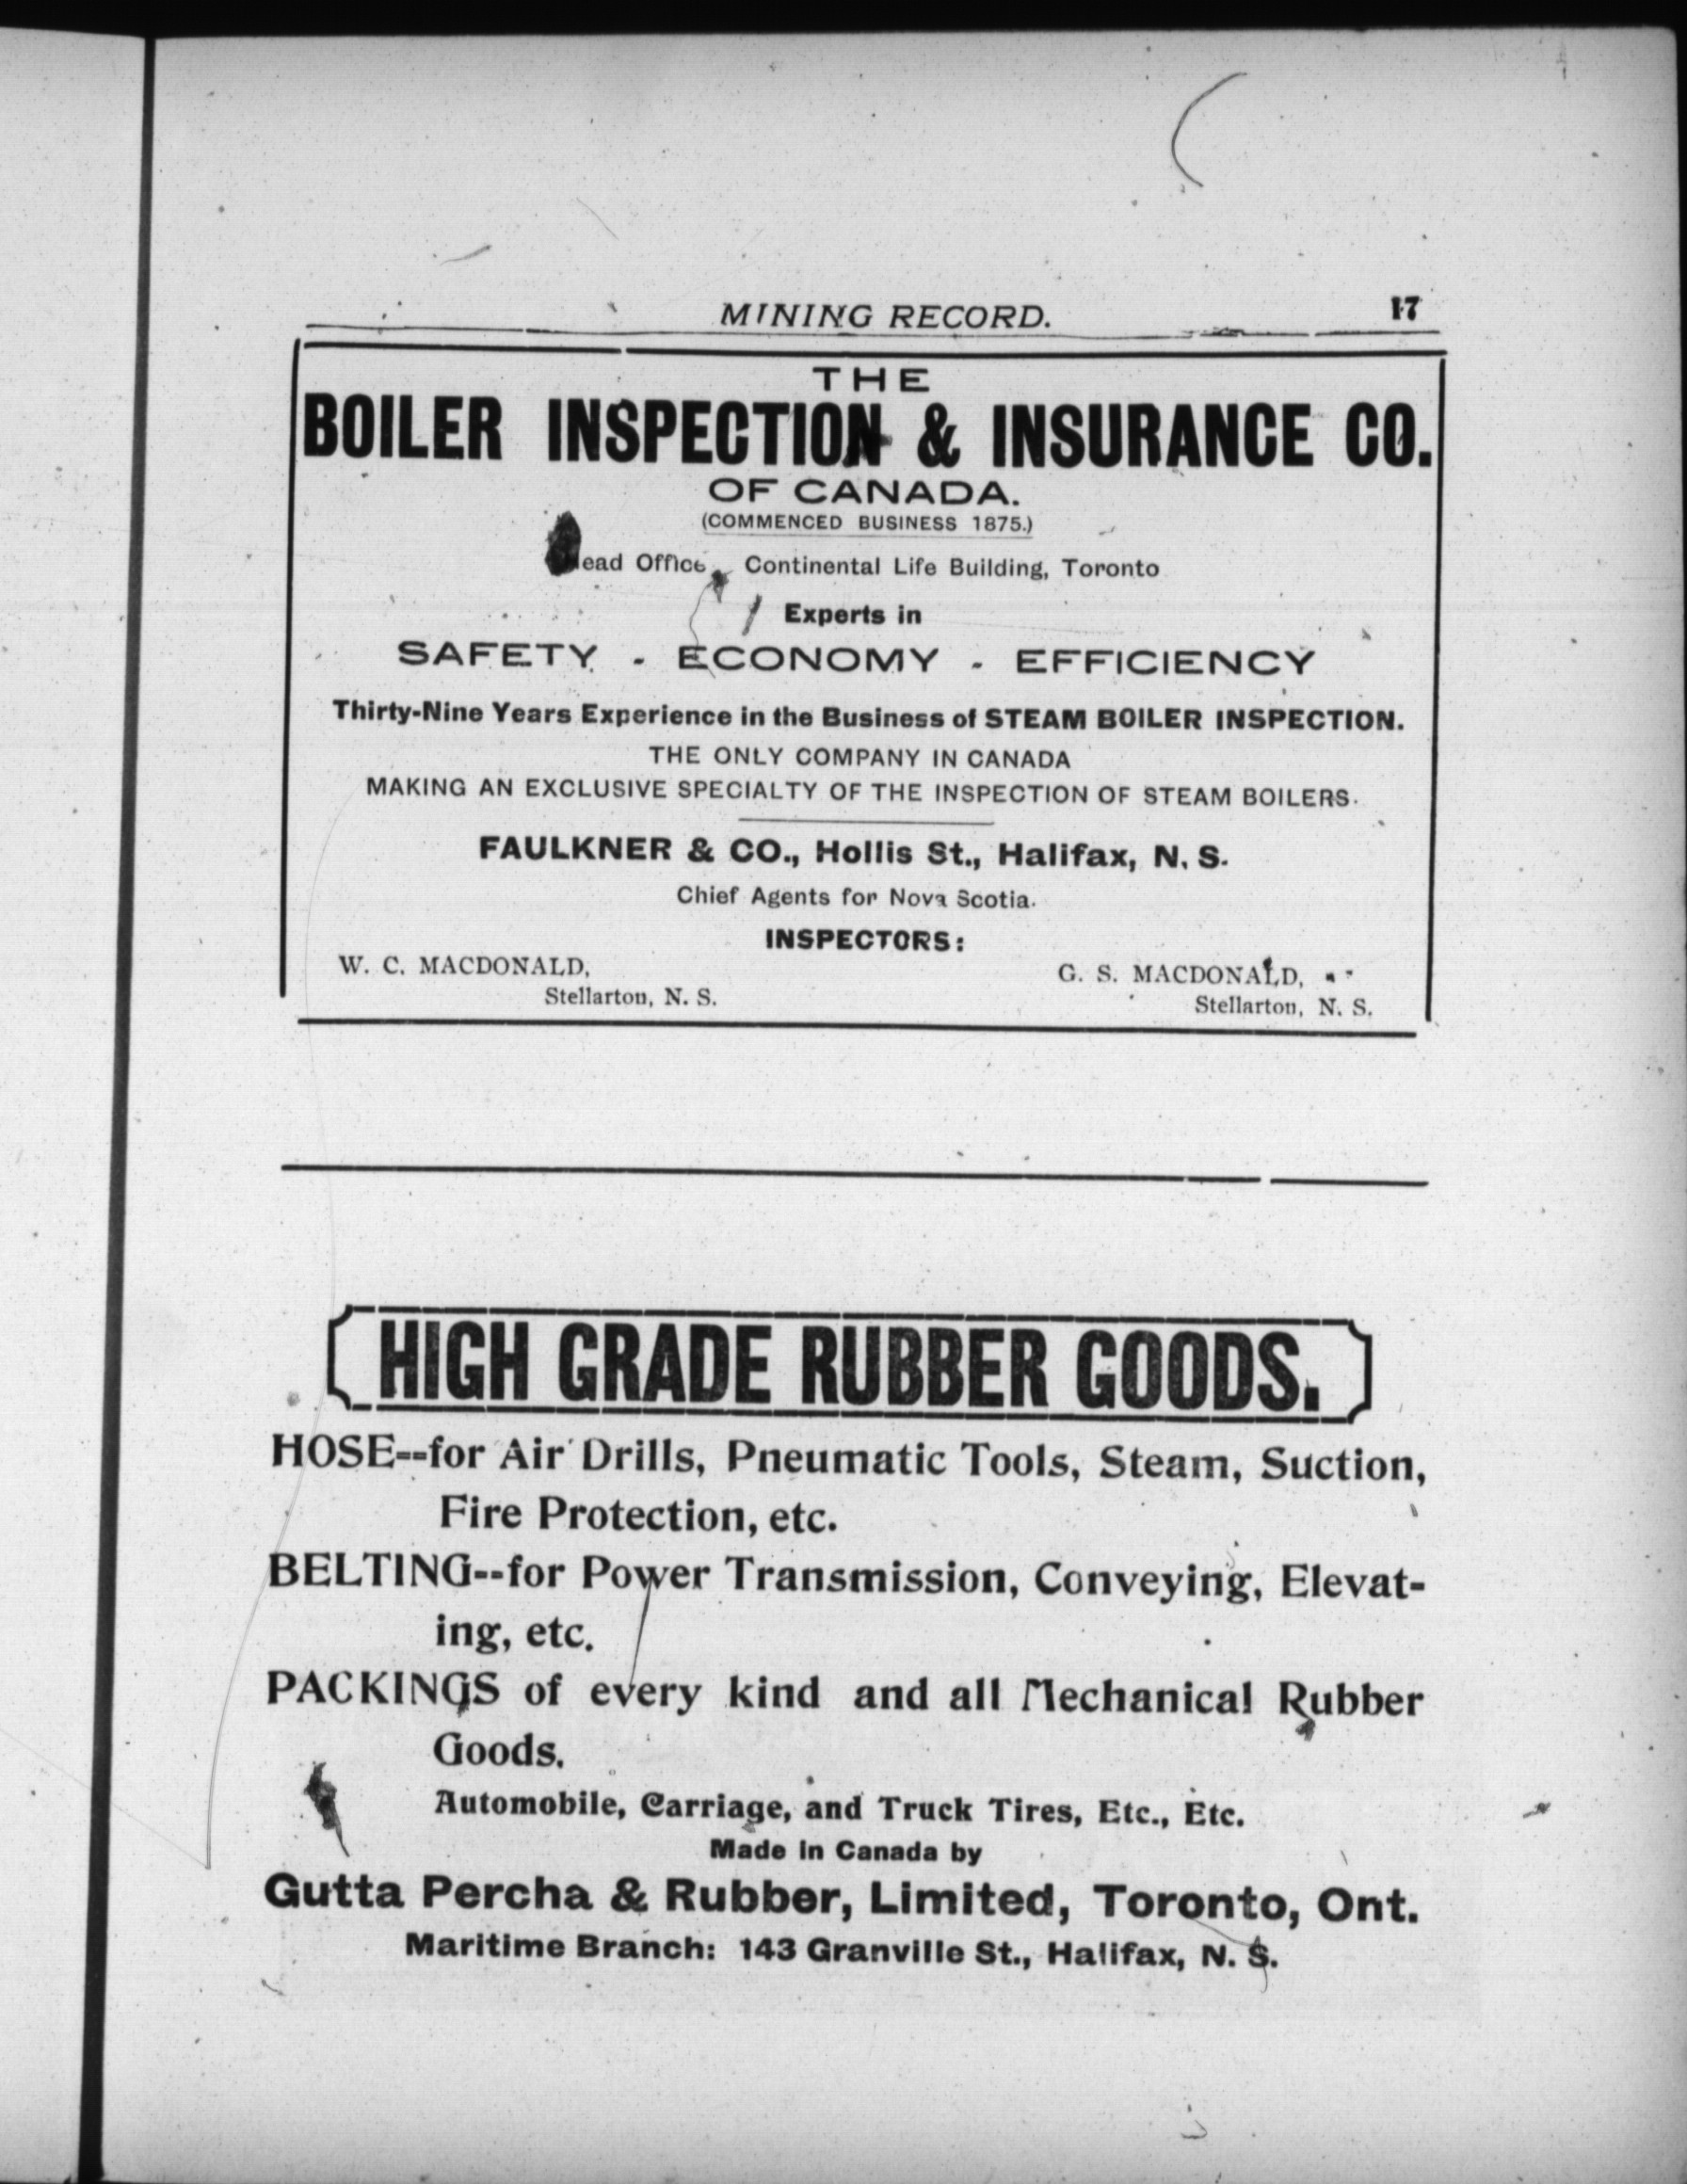 MINING RECORD. 17
THE
BOILER INSPECTION & INSURANCE CO.
OF CANADA.
(COMMENCED BUSINESS 1875.)
Head Office, Continental Life Building, Toronto
Experts in
SAFETY - ECONOMY - EFFICIENCY
Thirty-Nine Years Experience in the Business of STEAM BOILER INSPECTION.
THE ONLY COMPANY IN CANADA
MAKING AN EXCLUSIVE SPECIALTY OF THE INSPECTION OF STEAM BOILERS.
FAULKNER & CO., Hollis St., Halifax, N. S.
Chief Agents for Nova Scotia.
INSPECTORS:
W. C. MACDONALD, G. S. MACDONALD,
Stellarton, N. S. Stellarton, N. S.
HIGH GRADE RUBBER GOODS.
HOSE--for Air Drills, Pneumatic Tools, Steam, Suction,
Fire Protection, etc.
BELTING--for Power Transmission, Conveying, Elevat-
ing, etc.
PACKINGS of every kind and all Mechanical Rubber
Goods.
Automobile, Carriage, and Truck Tires, Etc., Etc.
Made in Canada by
Gutta Percha & Rubber, Limited, Toronto, Ont.
Maritime Branch: 143 Granville St., Halifax, N. S.